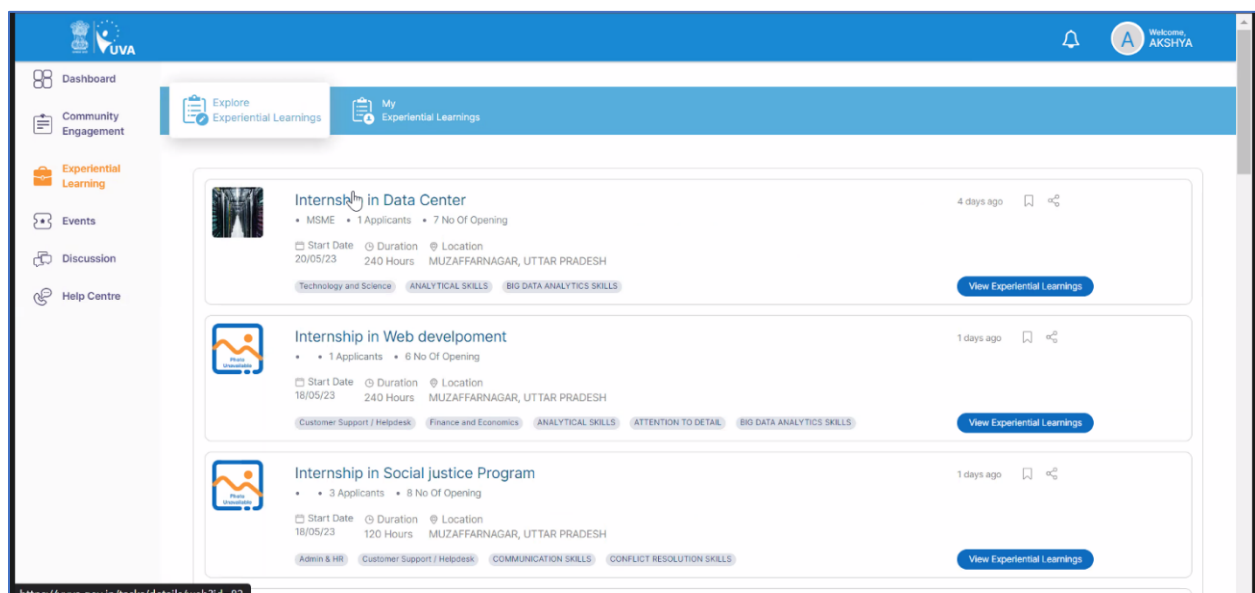 YUVA
Welcome,
A AKSHYA
Dashboard
Community
Engagement
Experiential
Learning
Events
Discussion
Help Centre
Explore
Experiential Learnings
My
Experiential Learnings
Internship in Data Center
4 days ago
• MSME • 1 Applicants • 7 No Of Opening
Start Date Duration Location
20/05/23 240 Hours MUZAFFARNAGAR, UTTAR PRADESH
Technology and Science ANALYTICAL SKILLS BIG DATA ANALYTICS SKILLS
View Experiential Learnings
Internship in Web develpoment
1 days ago
• • 1 Applicants • 6 No Of Opening
Photo
Unavailable
Start Date Duration Location
18/05/23 240 Hours MUZAFFARNAGAR, UTTAR PRADESH
Customer Support / Helpdesk Finance and Economics ANALYTICAL SKILLS ATTENTION TO DETAIL BIG DATA ANALYTICS SKILLS
View Experiential Learnings
Internship in Social justice Program
1 days ago
• • 3 Applicants • 8 No Of Opening
Photo
Unavailable
Start Date Duration Location
18/05/23 120 Hours MUZAFFARNAGAR, UTTAR PRADESH
Admin & HR Customer Support / Helpdesk COMMUNICATION SKILLS CONFLICT RESOLUTION SKILLS
View Experiential Learnings